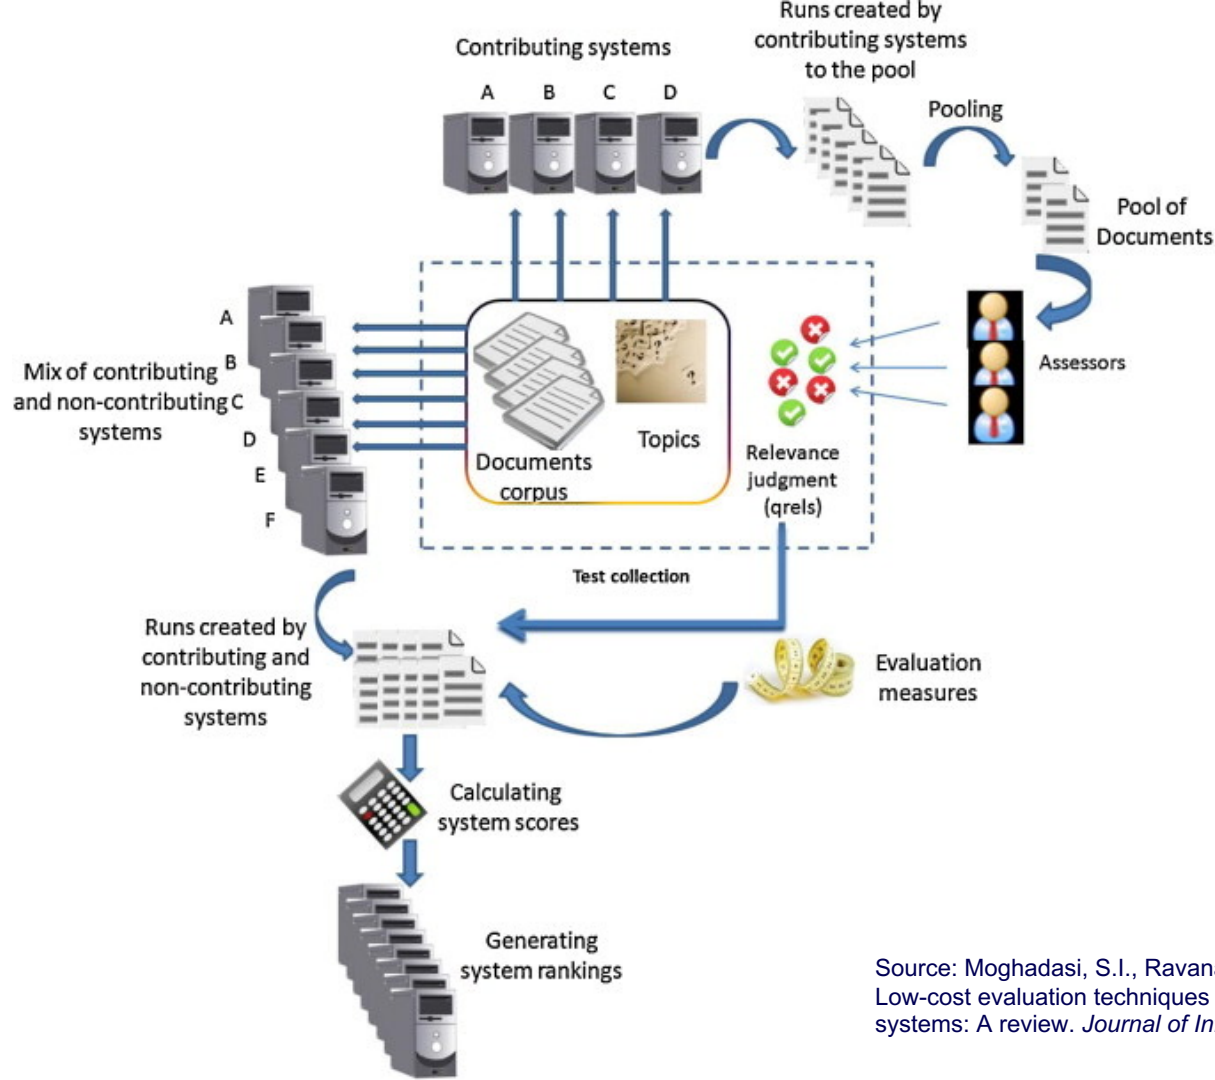 Runs created by
contributing systems
to the pool
Contributing systems
A B C D
Pooling
Pool of
Documents
Assessors
A
B
C
D
E
F
Mix of contributing
and non-contributing
systems
Documents
corpus
Topics
Relevance
judgment
(qrels)
Test collection
Runs created by
contributing and
non-contributing
systems
Evaluation
measures
Calculating
system scores
Generating
system rankings
Source: Moghadasi, S.I.,
Low-cost evaluation techniques
systems: A review. Journal of